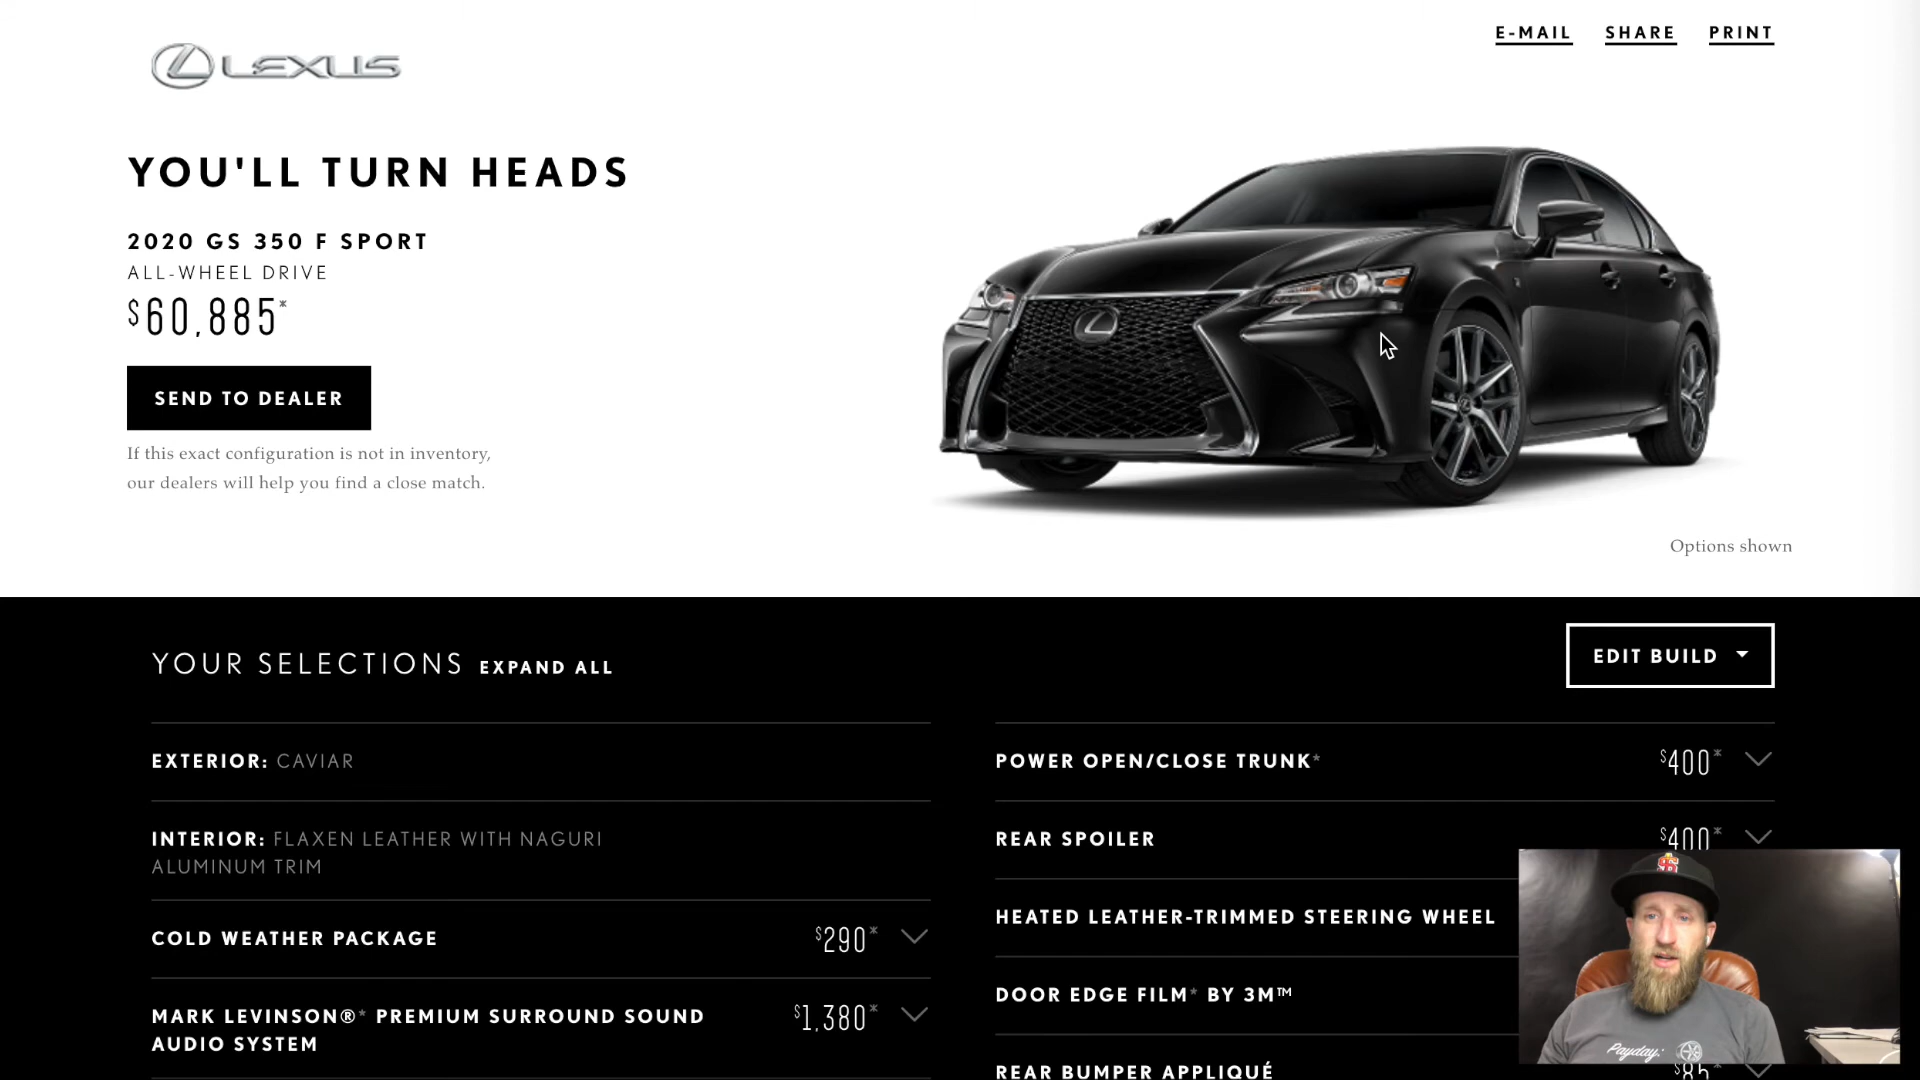 LEXUS
E-MAIL SHARE PRINT
YOU'LL TURN HEADS
2020 GS 350 F SPORT
ALL-WHEEL DRIVE
$60,885*
SEND TO DEALER
If this exact configuration is not in inventory,
our dealers will help you find a close match.
Options shown
YOUR SELECTIONS EXPAND ALL
EDIT BUILD
EXTERIOR: CAVIAR
INTERIOR: FLAXEN LEATHER WITH NAGURI
ALUMINUM TRIM
COLD WEATHER PACKAGE $290*
MARK LEVINSON®* PREMIUM SURROUND SOUND
AUDIO SYSTEM
$1,380*
POWER OPEN/CLOSE TRUNK* $400*
REAR SPOILER $400*
HEATED LEATHER-TRIMMED STEERING WHEEL
DOOR EDGE FILM* BY 3M™
REAR BUMPER APPLIQUÉ $85*
Payday: